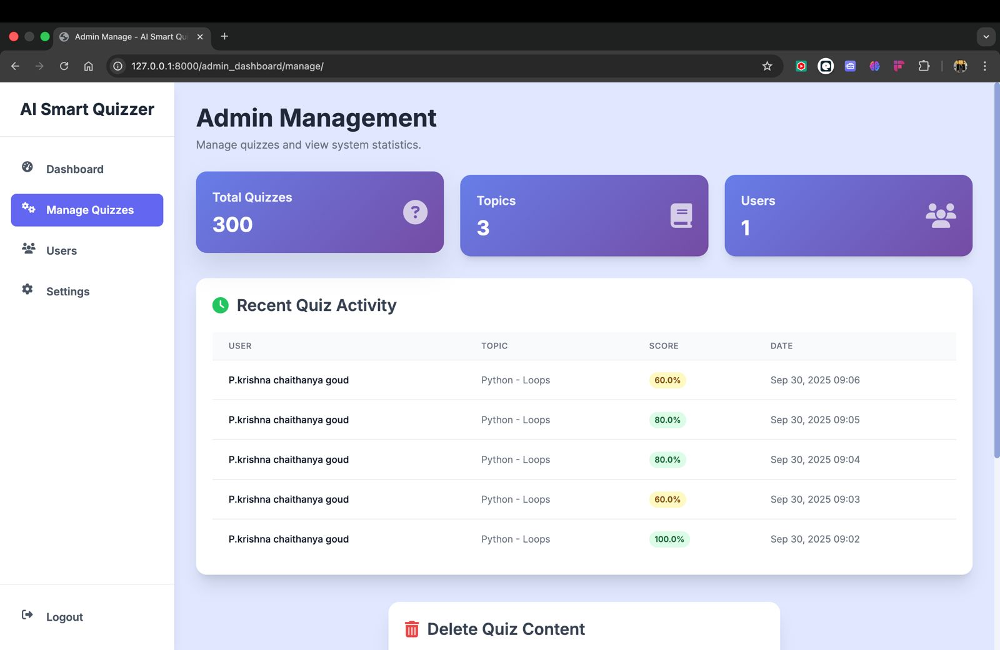 Admin Manage - AI Smart Qui
127.0.0.1:8000/admin_dashboard/manage/
AI Smart Quizzer
Dashboard
Manage Quizzes
Users
Settings
Logout
Admin Management
Manage quizzes and view system statistics.
Total Quizzes
300
?
Topics
3
Users
1
Recent Quiz Activity
USER TOPIC SCORE DATE
P.krishna chaithanya goud Python - Loops 60.0% Sep 30, 2025 09:06
P.krishna chaithanya goud Python - Loops 80.0% Sep 30, 2025 09:05
P.krishna chaithanya goud Python - Loops 80.0% Sep 30, 2025 09:04
P.krishna chaithanya goud Python - Loops 60.0% Sep 30, 2025 09:03
P.krishna chaithanya goud Python - Loops 100.0% Sep 30, 2025 09:02
Delete Quiz Content